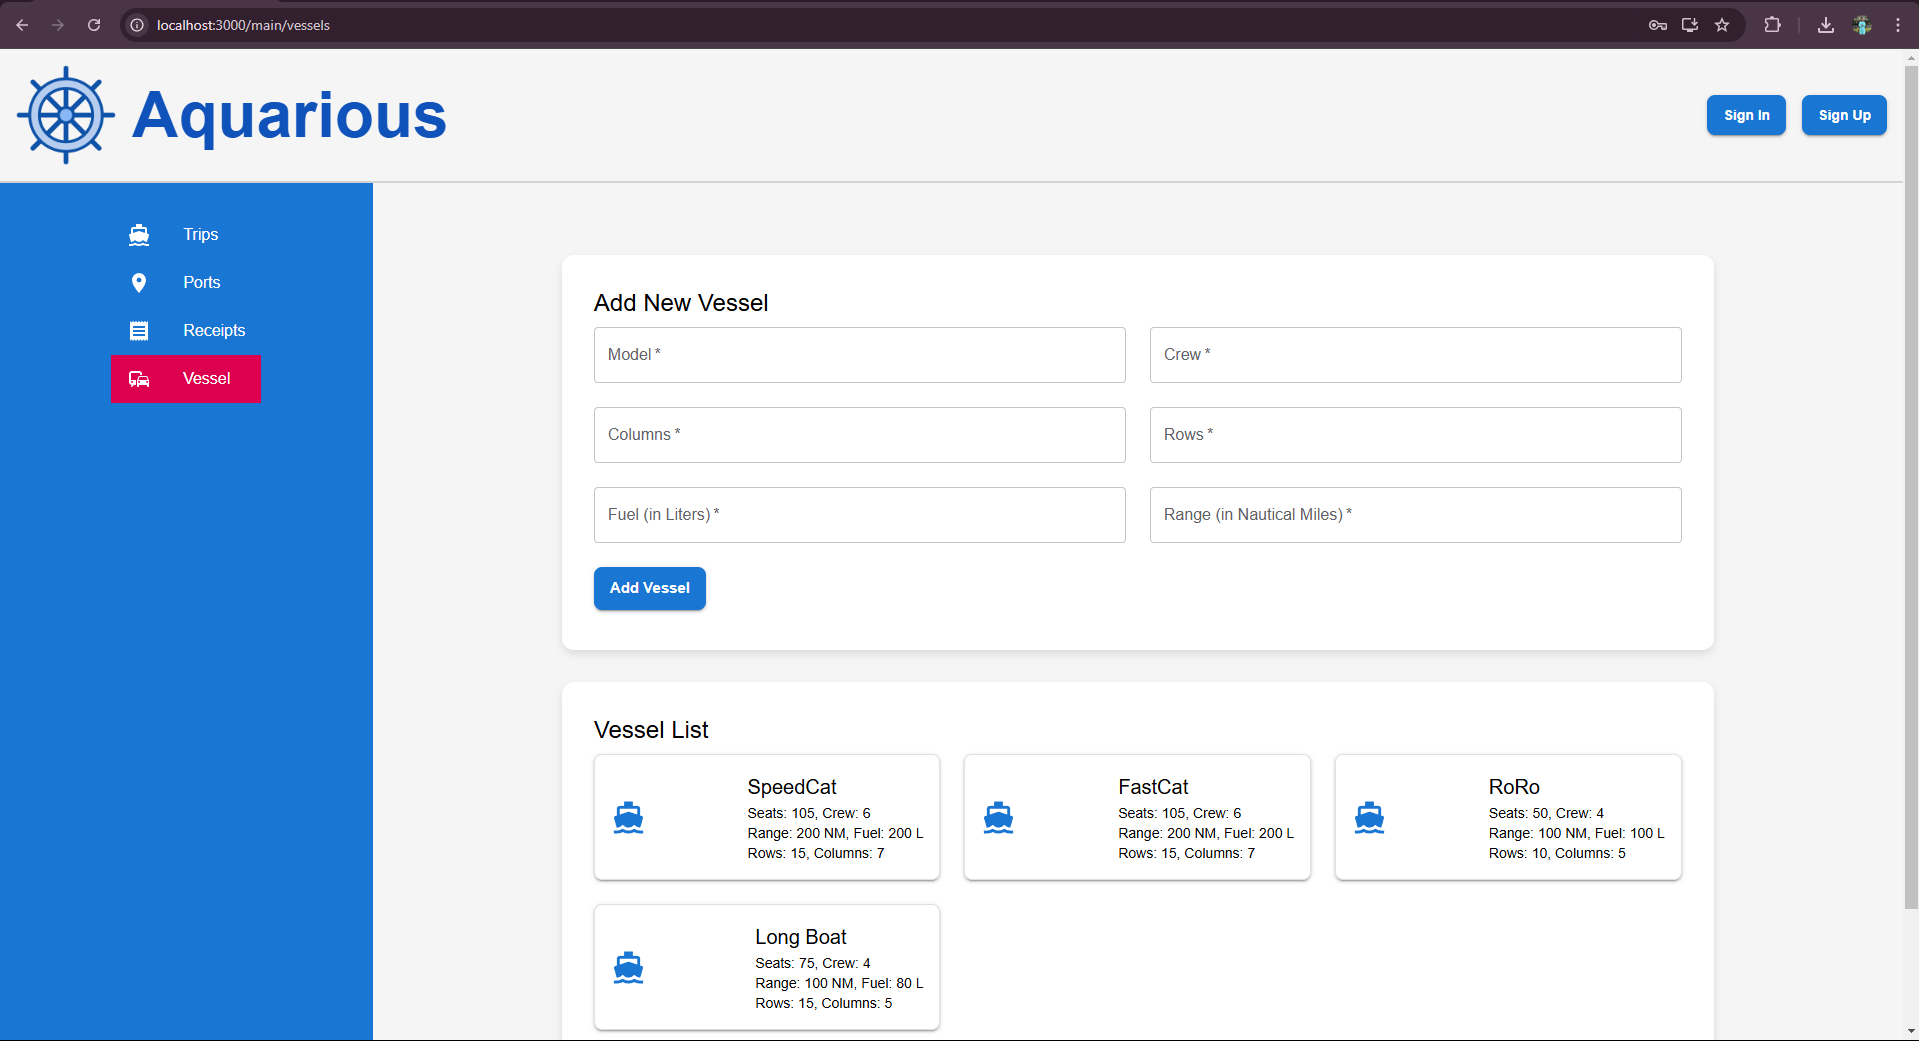 localhost:3000/main/vessels
Aquarious
Sign In
Sign Up
Trips
Ports
Receipts
Vessel
Add New Vessel
Model *
Crew *
Columns *
Rows *
Fuel (in Liters) *
Range (in Nautical Miles) *
Add Vessel
Vessel List
SpeedCat
Seats: 105, Crew: 6
Range: 200 NM, Fuel: 200 L
Rows: 15, Columns: 7
FastCat
Seats: 105, Crew: 6
Range: 200 NM, Fuel: 200 L
Rows: 15, Columns: 7
RoRo
Seats: 50, Crew: 4
Range: 100 NM, Fuel: 100 L
Rows: 10, Columns: 5
Long Boat
Seats: 75, Crew: 4
Range: 100 NM, Fuel: 80 L
Rows: 15, Columns: 5